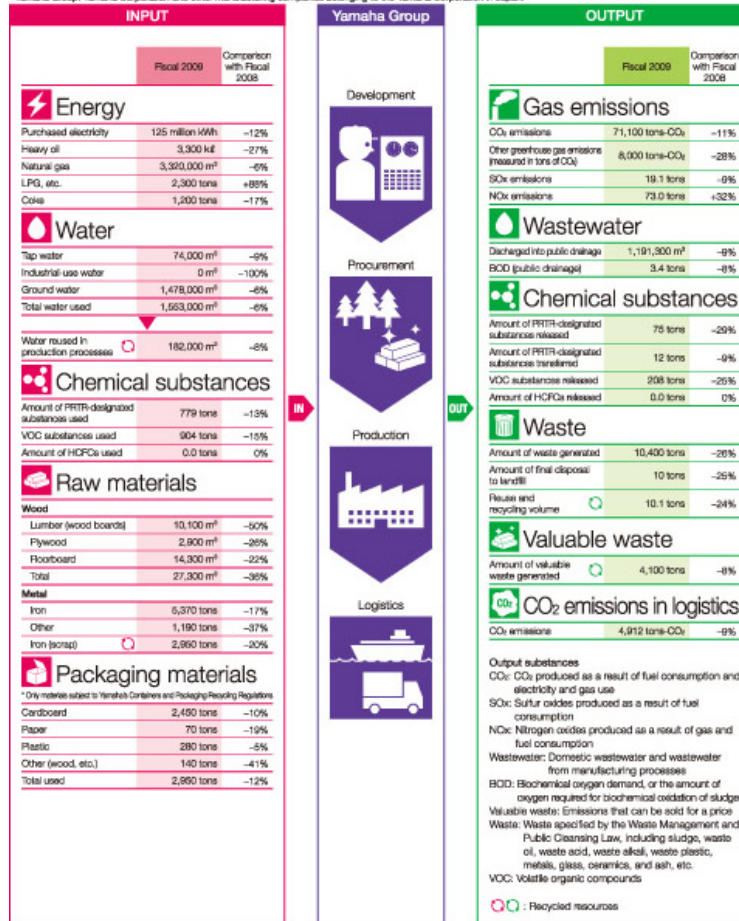 INPUT
Fiscal 2009
Comparison
with Fiscal
2008
Energy
Purchased electricity 125 million kWh –12%
Heavy oil 3,300 kℓ –27%
Natural gas 3,320,000 m³ –6%
LPG, etc. 2,300 tons +88%
Coke 1,200 tons –17%
Water
Tap water 74,000 m³ –9%
Industrial-use water 0 m³ –100%
Ground water 1,478,000 m³ –6%
Total water used 1,553,000 m³ –6%
Water reused in
production processes 182,000 m³ –8%
Chemical substances
Amount of PRTR-designated
substances used 779 tons –13%
VOC substances used 904 tons –15%
Amount of HCFCs used 0.0 tons 0%
Raw materials
Wood
Lumber (wood boards) 10,100 m³ –50%
Plywood 2,900 m³ –26%
Floorboard 14,300 m³ –22%
Total 27,300 m³ –36%
Metal
Iron 5,370 tons –17%
Other 1,190 tons –37%
Iron (scrap) 2,950 tons –20%
Packaging materials
* Only materials subject to Yamaha's Containers and Packaging Recycling Regulations
Cardboard 2,450 tons –10%
Paper 70 tons –19%
Plastic 280 tons –5%
Other (wood, etc.) 140 tons –41%
Total used 2,950 tons –12%
IN
Yamaha Group
Development
Procurement
Production
Logistics
OUT
OUTPUT
Fiscal 2009
Comparison
with Fiscal
2008
Gas emissions
CO₂ emissions 71,100 tons-CO₂ –11%
Other greenhouse gas emissions
(measured in tons of CO₂) 8,000 tons-CO₂ –28%
SOx emissions 19.1 tons –9%
NOx emissions 73.0 tons +32%
Wastewater
Discharged into public drainage 1,191,300 m³ –9%
BOD (public drainage) 3.4 tons –8%
Chemical substances
Amount of PRTR-designated
substances released 75 tons –29%
Amount of PRTR-designated
substances transferred 12 tons –9%
VOC substances released 208 tons –25%
Amount of HCFCs released 0.0 tons 0%
Waste
Amount of waste generated 10,400 tons –26%
Amount of final disposal
to landfill 10 tons –25%
Reuse and
recycling volume 10.1 tons –24%
Valuable waste
Amount of valuable
waste generated 4,100 tons –8%
CO₂
CO₂ emissions in logistics
CO₂ emissions 4,912 tons-CO₂ –9%
Output substances
CO₂: CO₂ produced as a result of fuel consumption and
electricity and gas use
SOx: Sulfur oxides produced as a result of fuel
consumption
NOx: Nitrogen oxides produced as a result of gas and
fuel consumption
Wastewater: Domestic wastewater and wastewater
from manufacturing processes
BOD: Biochemical oxygen demand, or the amount of
oxygen required for biochemical oxidation of sludge
Valuable waste: Emissions that can be sold for a price
Waste: Waste specified by the Waste Management and
Public Cleansing Law, including sludge, waste
oil, waste acid, waste alkali, waste plastic,
metals, glass, ceramics, and ash, etc.
VOC: Volatile organic compounds
: Recycled resources